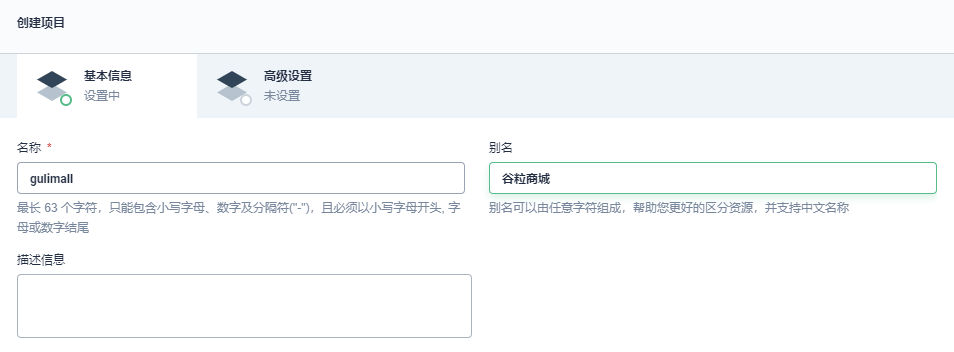 创建项目
基本信息
设置中
高级设置
未设置
名称 *
别名
gulimall
谷粒商城
最长 63 个字符，只能包含小写字母、数字及分隔符("-")，且必须以小写字母开头, 字
母或数字结尾
别名可以由任意字符组成，帮助您更好的区分资源，并支持中文名称
描述信息